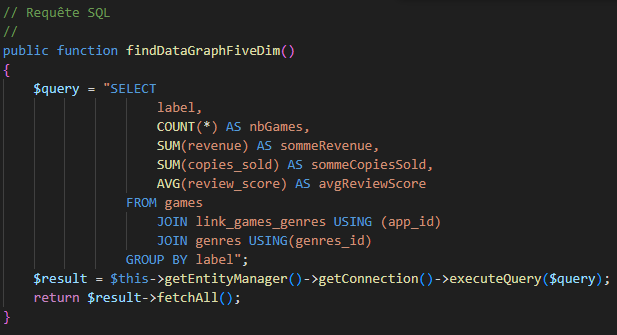 // Requête SQL
//
public function findDataGraphFiveDim()
{
    $query = "SELECT
                label,
                COUNT(*) AS nbGames,
                SUM(revenue) AS sommeRevenue,
                SUM(copies_sold) AS sommeCopiesSold,
                AVG(review_score) AS avgReviewScore
            FROM games
                JOIN link_games_genres USING (app_id)
                JOIN genres USING(genres_id)
            GROUP BY label";
    $result = $this->getEntityManager()->getConnection()->executeQuery($query);
    return $result->fetchAll();
}